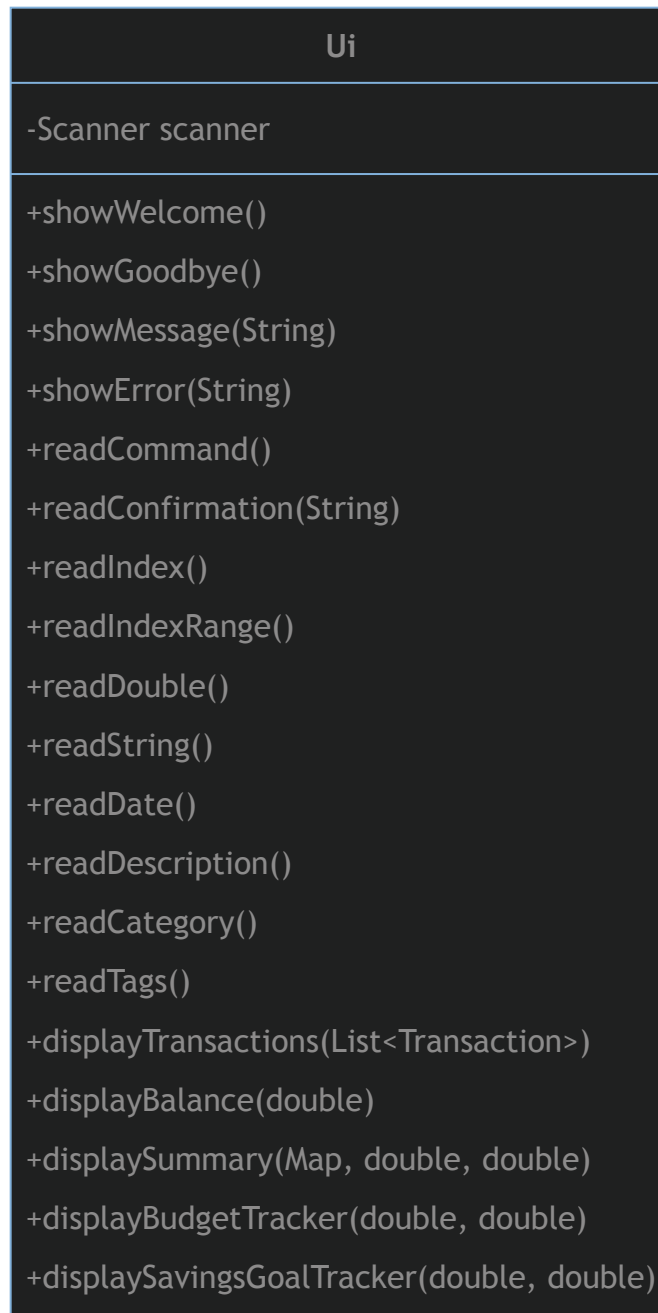 Ui
-Scanner scanner
+showWelcome()
+showGoodbye()
+showMessage(String)
+showError(String)
+readCommand()
+readConfirmation(String)
+readIndex()
+readIndexRange()
+readDouble()
+readString()
+readDate()
+readDescription()
+readCategory()
+readTags()
+displayTransactions(List<Transaction>)
+displayBalance(double)
+displaySummary(Map, double, double)
+displayBudgetTracker(double, double)
+displaySavingsGoalTracker(double, double)